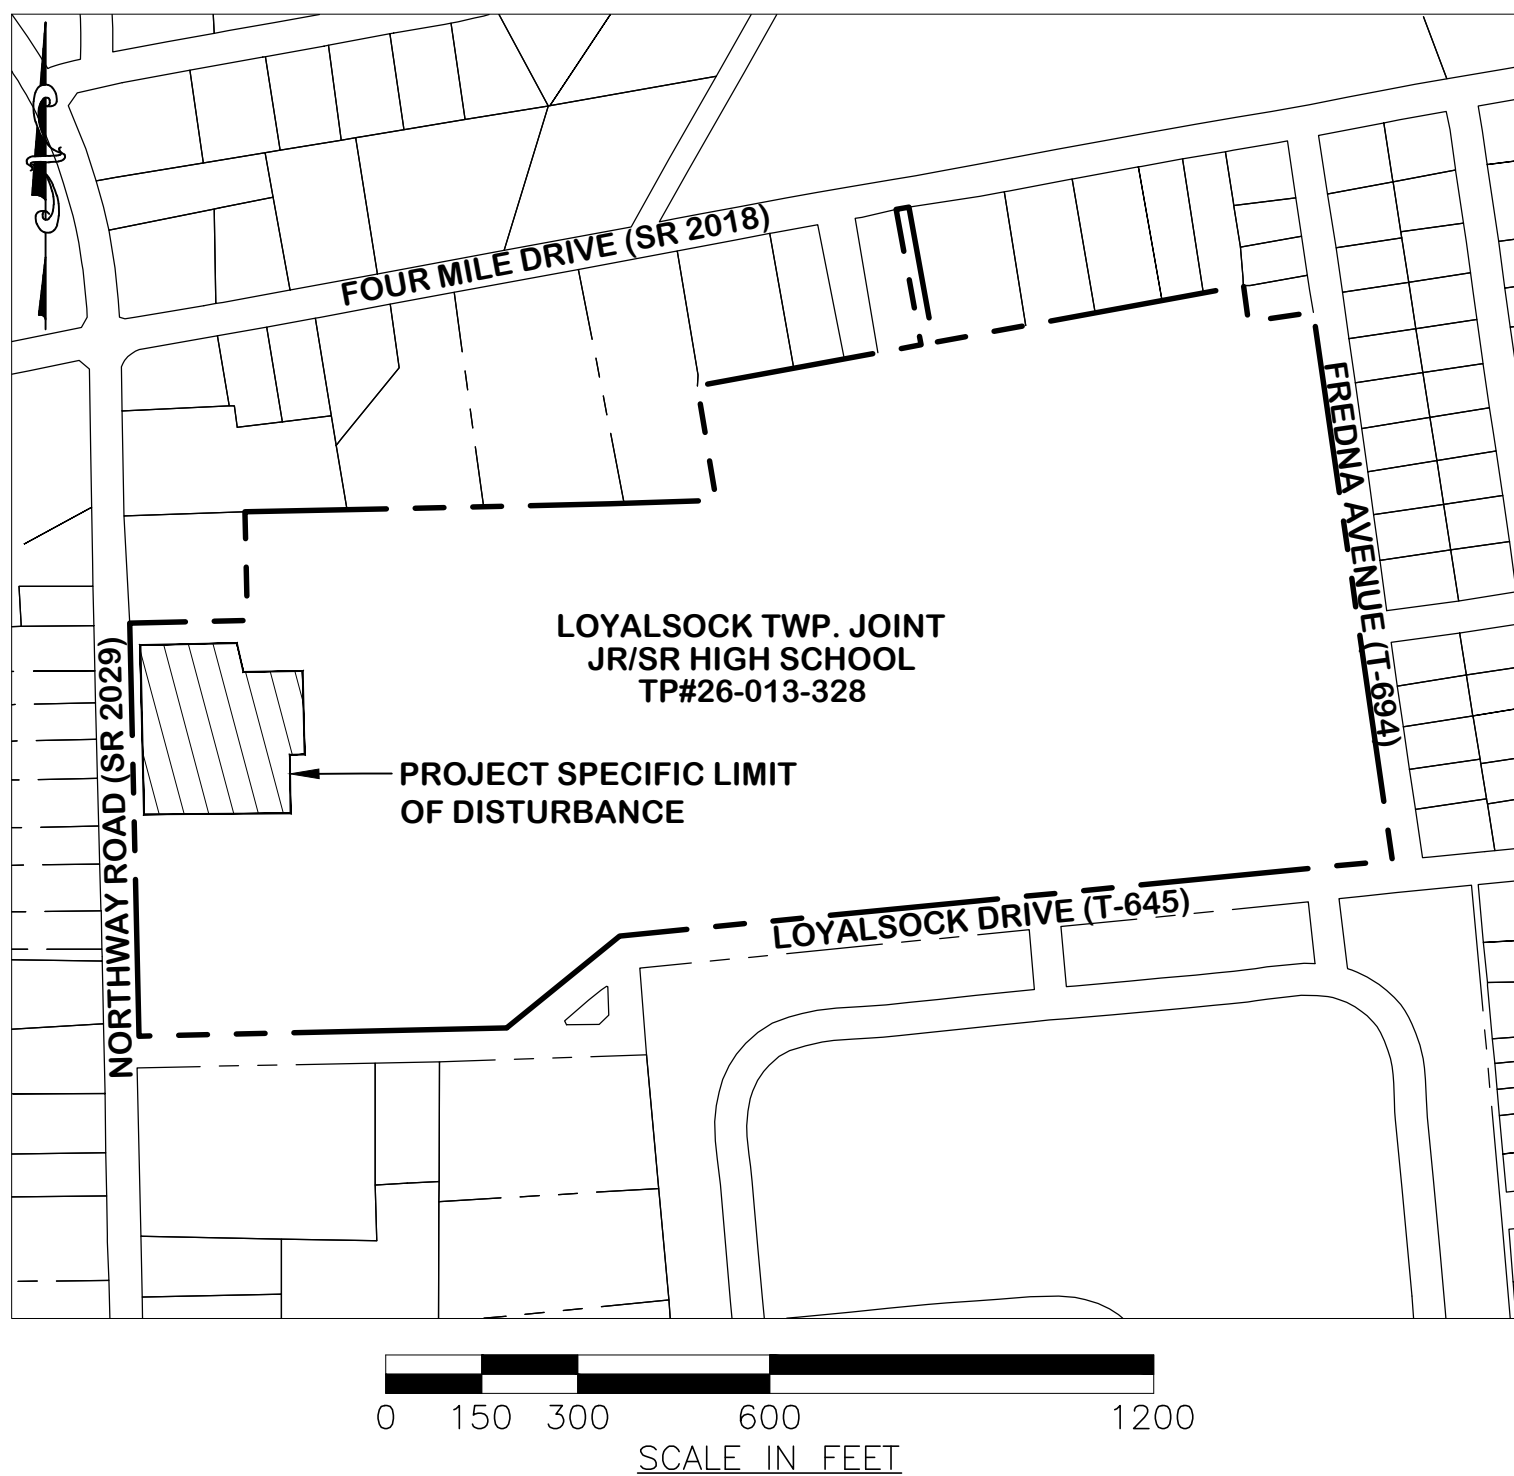 FOUR MILE DRIVE (SR 2018)
FREDNA AVENUE (T-694)
LOYALSOCK TWP. JOINT
JR/SR HIGH SCHOOL
TP#26-013-328
NORTHWAY ROAD (SR 2029)
PROJECT SPECIFIC LIMIT
OF DISTURBANCE
LOYALSOCK DRIVE (T-645)
0 150 300 600 1200
SCALE IN FEET